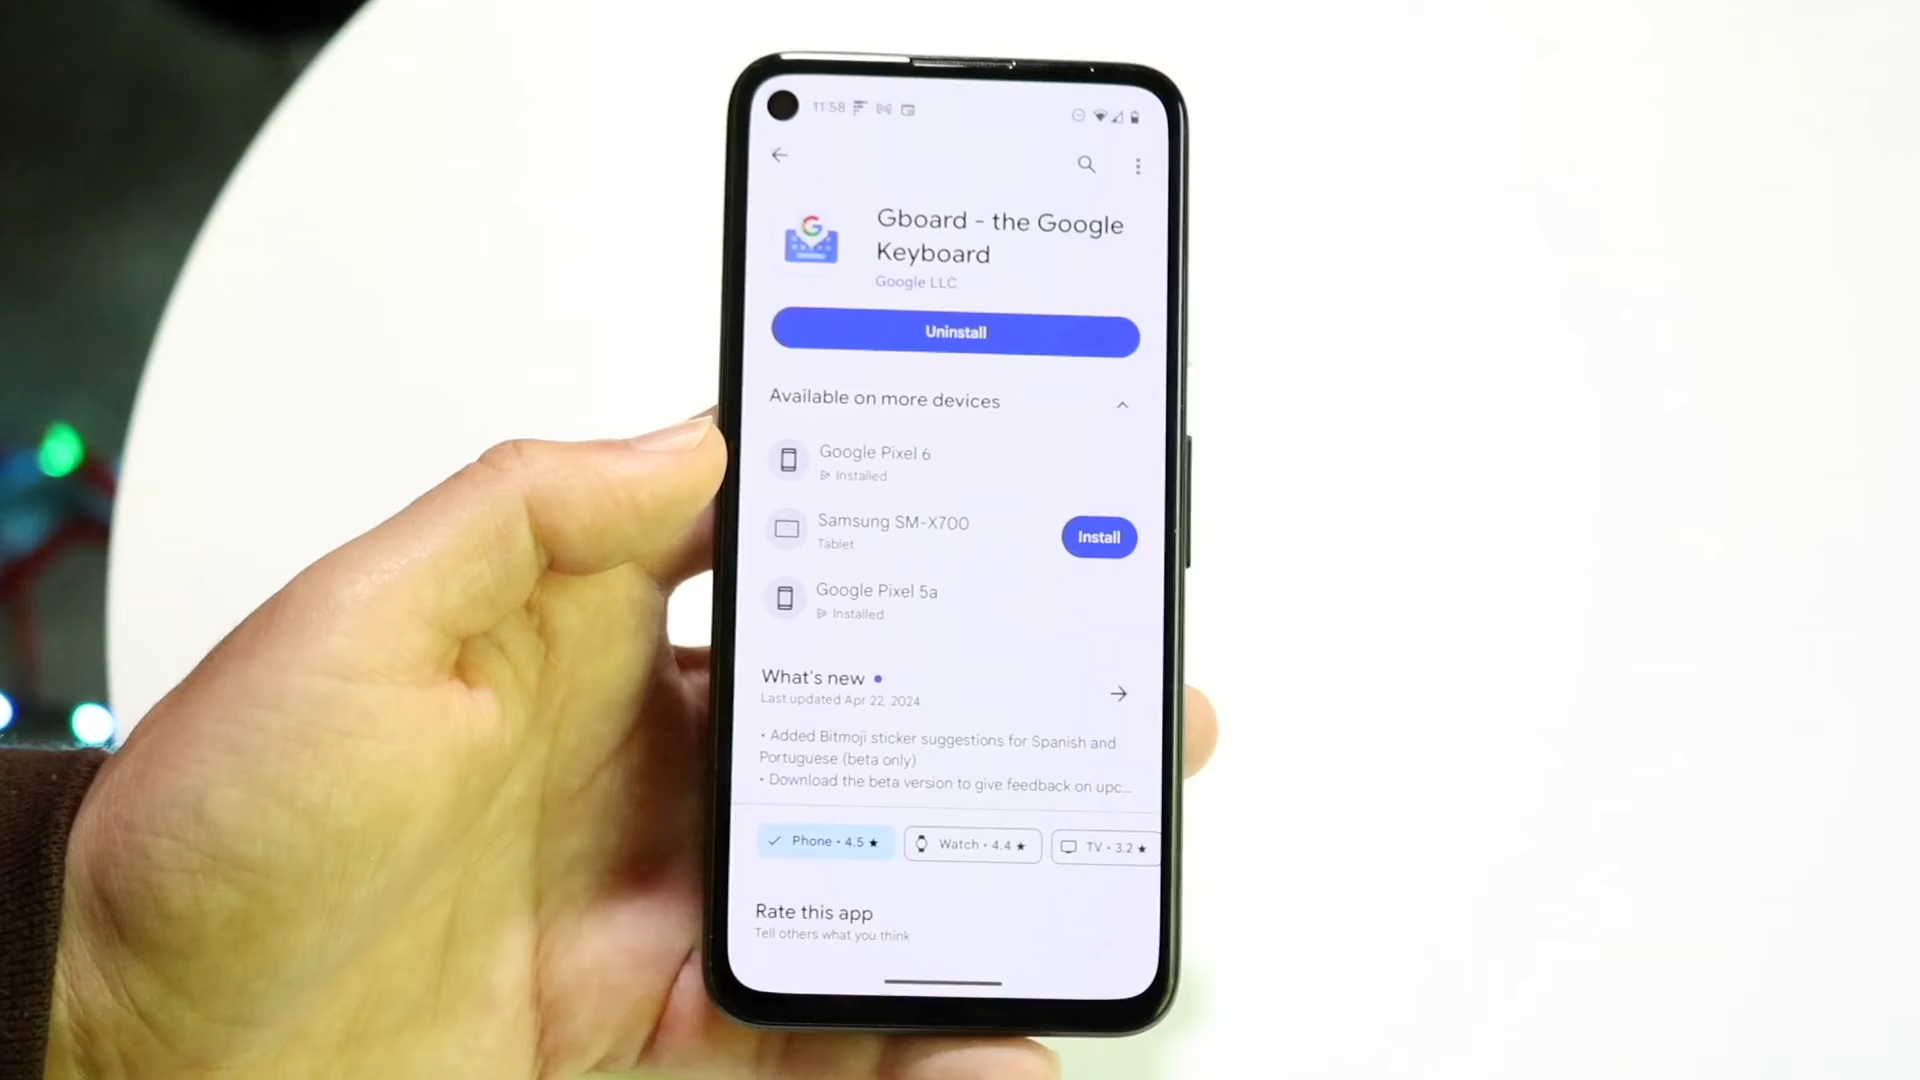 11:58
Gboard - the Google
Keyboard
Google LLC
Uninstall
Available on more devices
Google Pixel 6
Installed
Samsung SM-X700
Tablet
Install
Google Pixel 5a
Installed
What's new
Last updated Apr 22, 2024
• Added Bitmoji sticker suggestions for Spanish and
Portuguese (beta only)
• Download the beta version to give feedback on upc...
Phone • 4.5 ★
Watch • 4.4 ★
TV • 3.2 ★
Rate this app
Tell others what you think